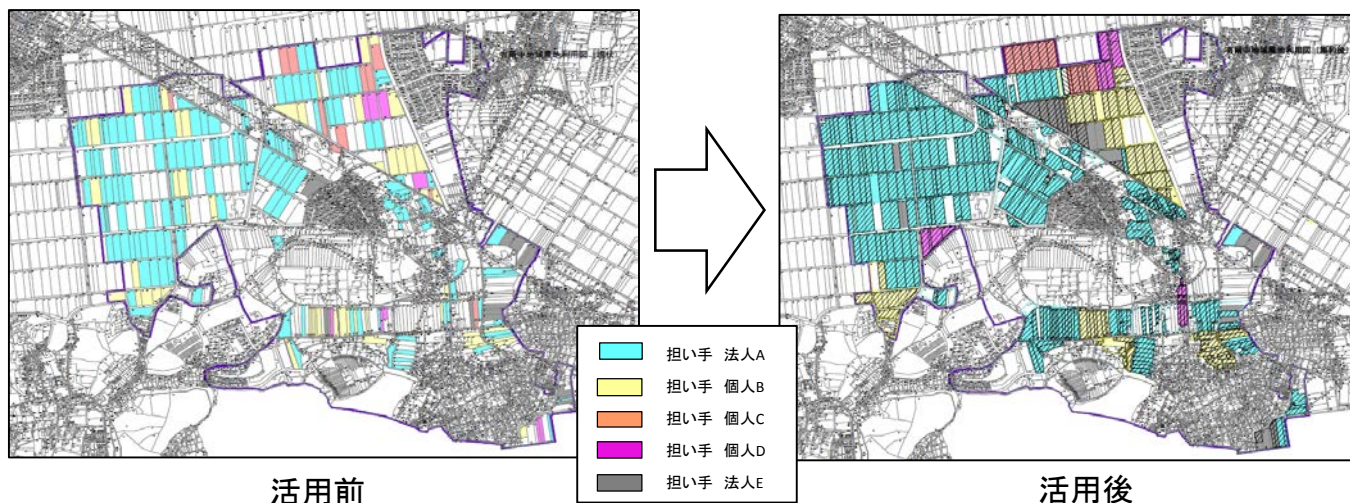 担い手 法人A
担い手 個人B
担い手 個人C
担い手 個人D
担い手 法人E
活用前
活用後